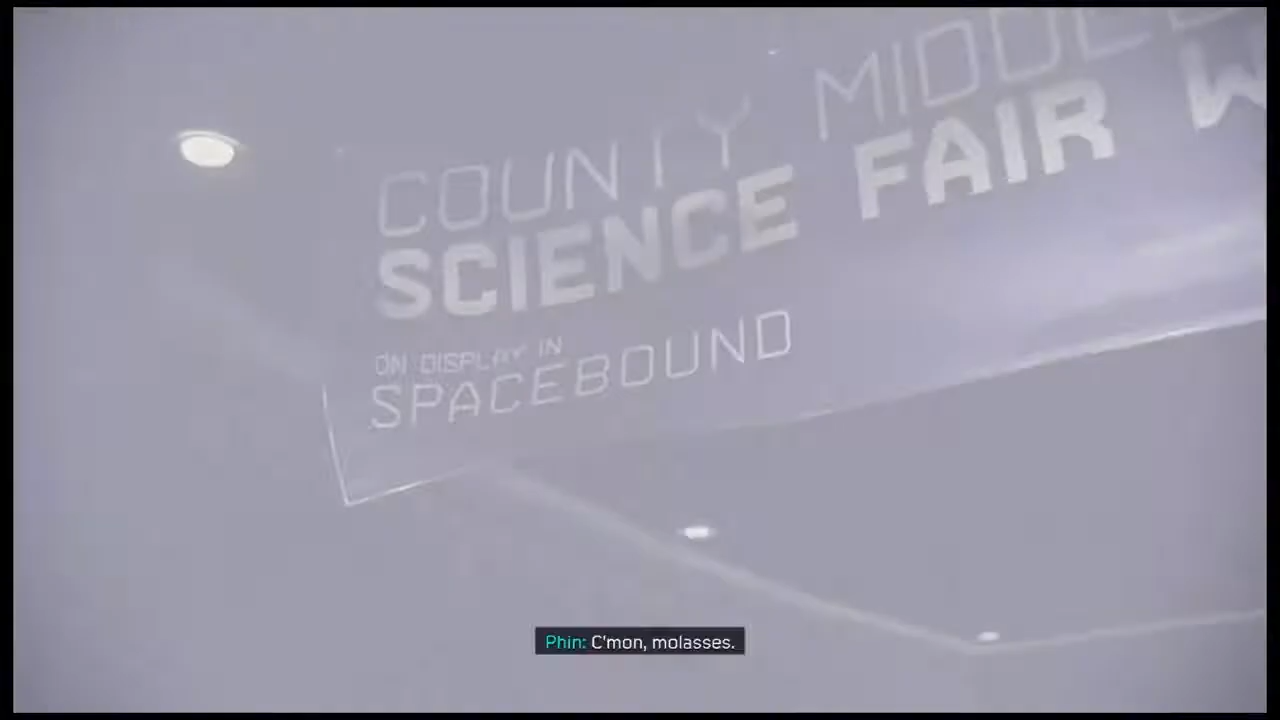 COUNTY MIDDLE
SCIENCE FAIR
ON DISPLAY IN
SPACEBOUND
Phin: C'mon, molasses.